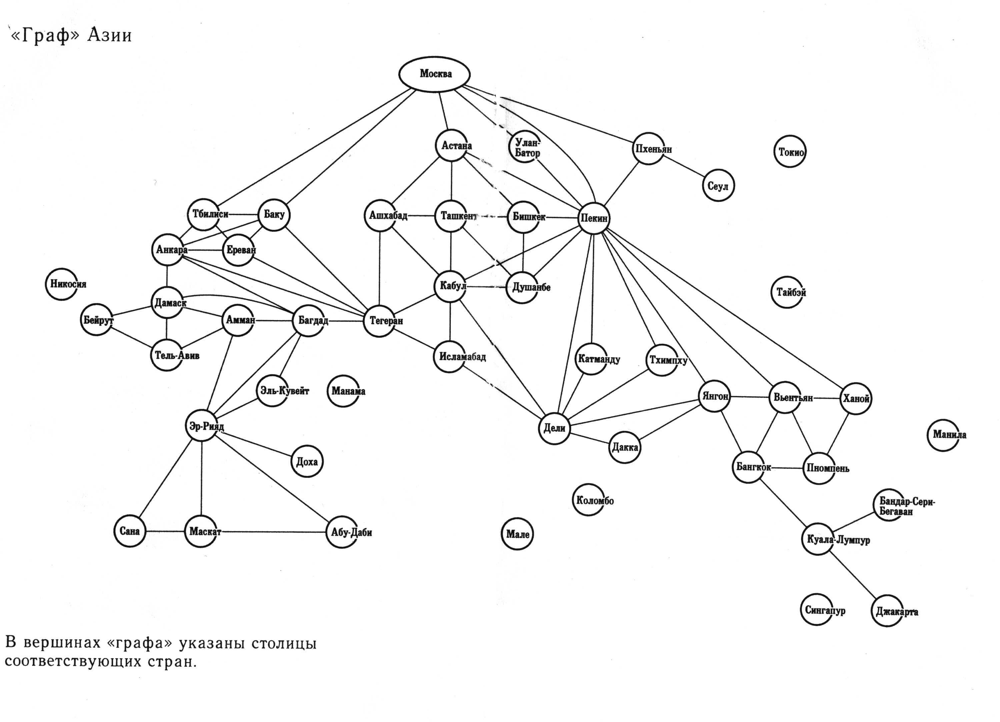 «Граф» Азии
Москва
Астана
Улан-
Батор
Пхеньян
Токио
Сеул
Тбилиси
Баку
Ашхабад
Ташкент
Бишкек
Пекин
Анкара
Ереван
Никосия
Кабул
Душанбе
Тайбэй
Дамаск
Бейрут
Амман
Багдад
Тегеран
Тель-Авив
Исламабад
Катманду
Тхимпху
Эль-Кувейт
Манама
Янгон
Вьентьян
Ханой
Эр-Рияд
Дели
Манила
Дакка
Доха
Бангкок
Пномпень
Коломбо
Бандар-Сери-
Бегаван
Сана
Маскат
Абу-Даби
Мале
Куала-Лумпур
Сингапур
Джакарта
В вершинах «графа» указаны столицы
соответствующих стран.